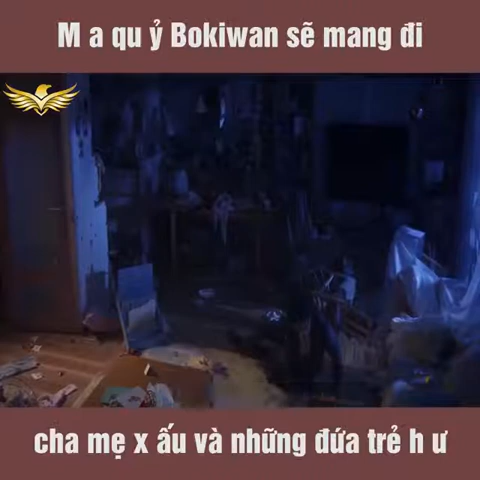 M a qu ỷ Bokiwan sẽ mang đi
cha mẹ x ấu và những đứa trẻ h ư